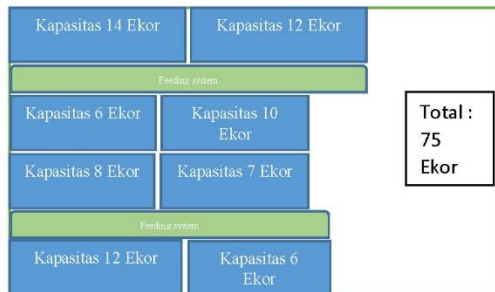 Kapasitas 14 Ekor
Kapasitas 12 Ekor
Feeding system
Kapasitas 6 Ekor
Kapasitas 10
Ekor
Total :
75
Ekor
Kapasitas 8 Ekor
Kapasitas 7 Ekor
Feeding system
Kapasitas 12 Ekor
Kapasitas 6
Ekor